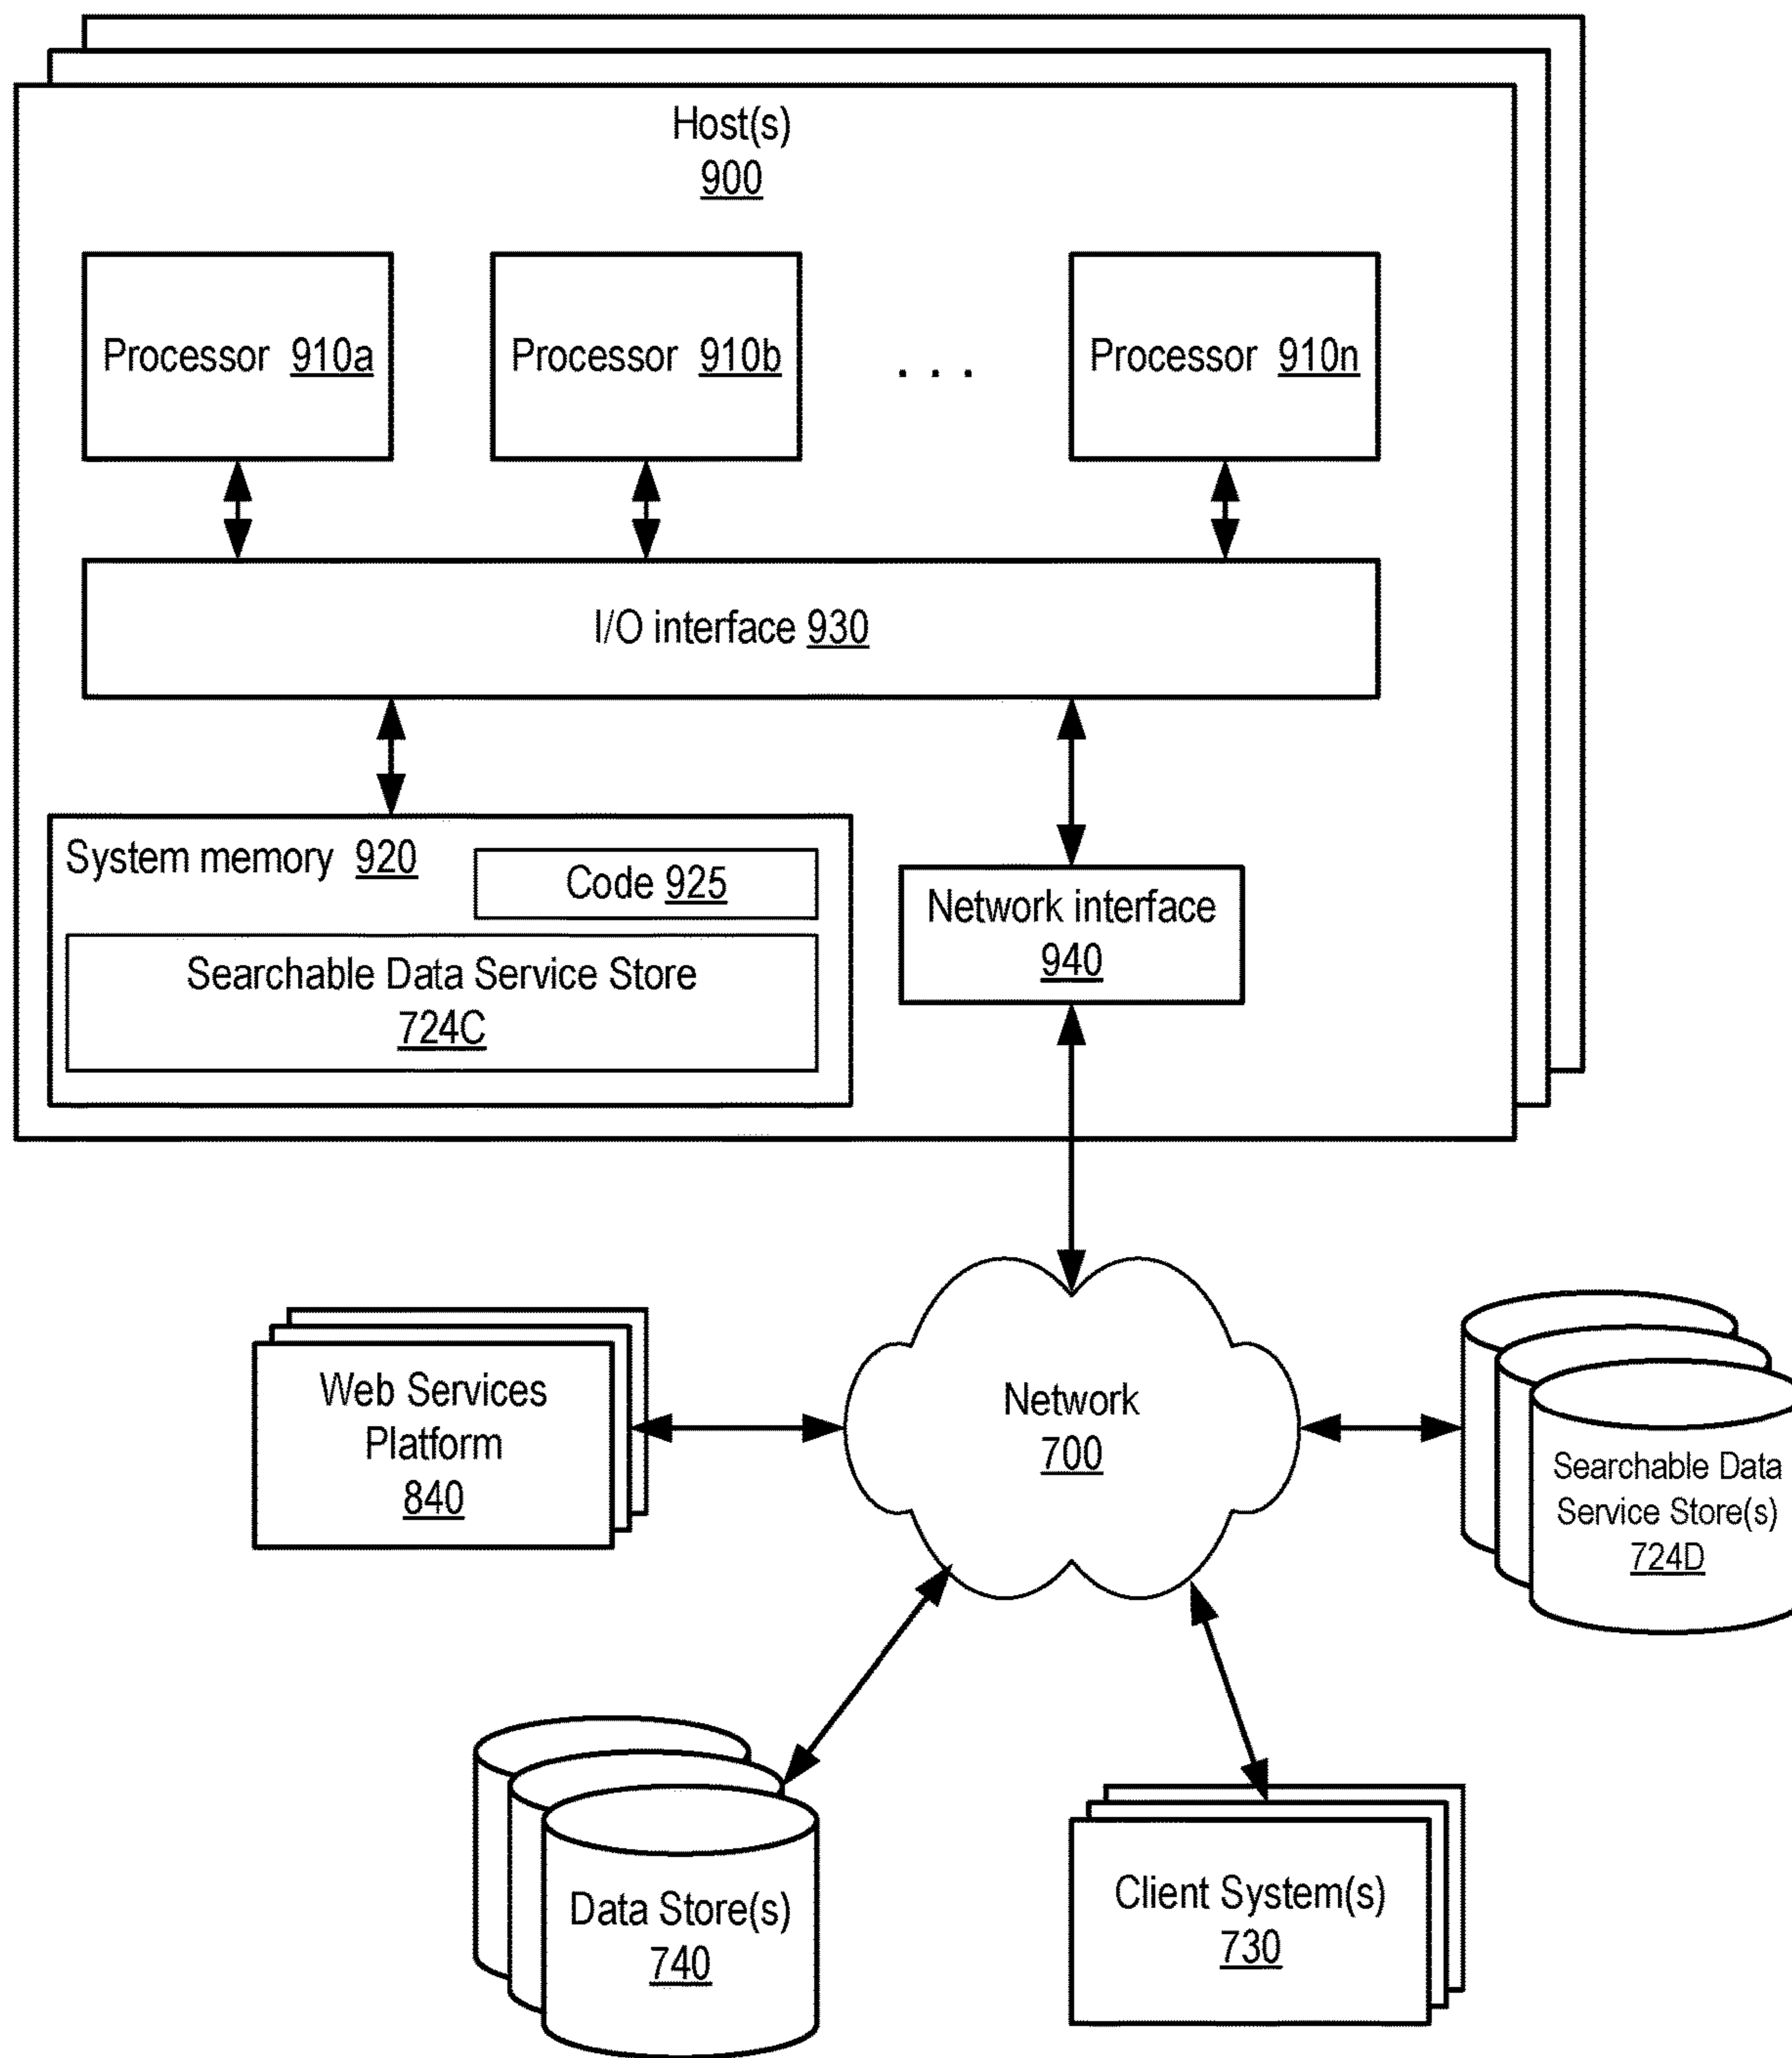 Host(s)
900
Processor 910a
Processor 910b
. . .
Processor 910n
I/O interface 930
System memory 920
Code 925
Searchable Data Service Store
724C
Network interface
940
Web Services
Platform
840
Network
700
Searchable Data
Service Store(s)
724D
Data Store(s)
740
Client System(s)
730